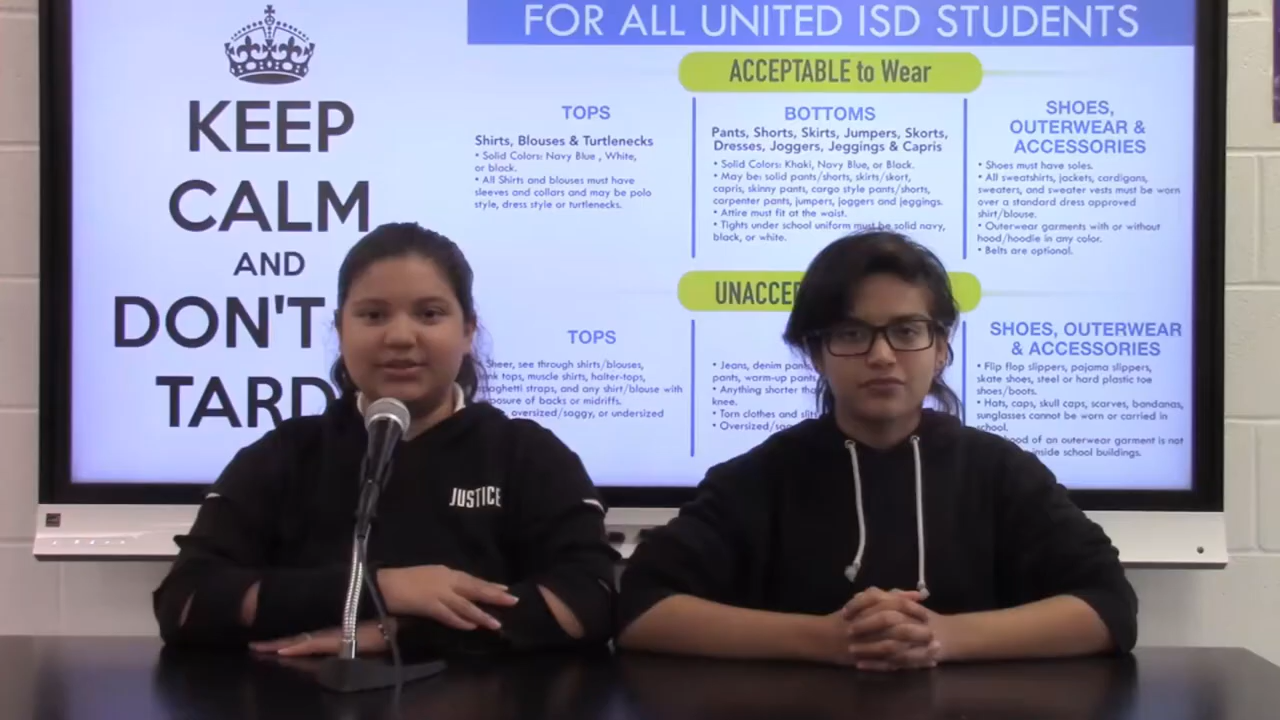 KEEP
CALM
AND
DON'T
TARD
FOR ALL UNITED ISD STUDENTS
ACCEPTABLE to Wear
TOPS
Shirts, Blouses & Turtlenecks
• Solid Colors: Navy Blue , White,
or black.
• All Shirts and blouses must have
sleeves and collars and may be polo
style, dress style or turtlenecks.
BOTTOMS
Pants, Shorts, Skirts, Jumpers, Skorts,
Dresses, Joggers, Jeggings & Capris
• Solid Colors: Khaki, Navy Blue, or Black.
• May be: solid pants/shorts, skirts/skort,
capris, skinny pants, cargo style pants/shorts,
carpenter pants, jumpers, joggers and jeggings.
• Attire must fit at the waist.
• Tights under school uniform must be solid navy,
black, or white.
SHOES,
OUTERWEAR &
ACCESSORIES
• Shoes must have soles.
• All sweatshirts, jackets, cardigans,
sweaters, and sweater vests must be worn
over a standard dress approved
shirt/blouse.
• Outerwear garments with or without
hood/hoodie in any color.
• Belts are optional.
UNACCEP
TOPS
Sheer, see through shirts/blouses,
tops, muscle shirts, halter-tops,
spaghetti straps, and any shirt/blouse with
of backs or midriffs.
oversized/saggy, or undersized
• Jeans, denim pants,
pants, warm-up pants
• Anything shorter tha
knee.
• Torn clothes and slit
• Oversized/sag
SHOES, OUTERWEAR
& ACCESSORIES
• Flip flop slippers, pajama slippers,
skate shoes, steel or hard plastic toe
shoes/boots.
• Hats, caps, skull caps, scarves, bandanas,
sunglasses cannot be worn or carried in
school.
hood of an outerwear garment is not
inside school buildings.
JUSTICE